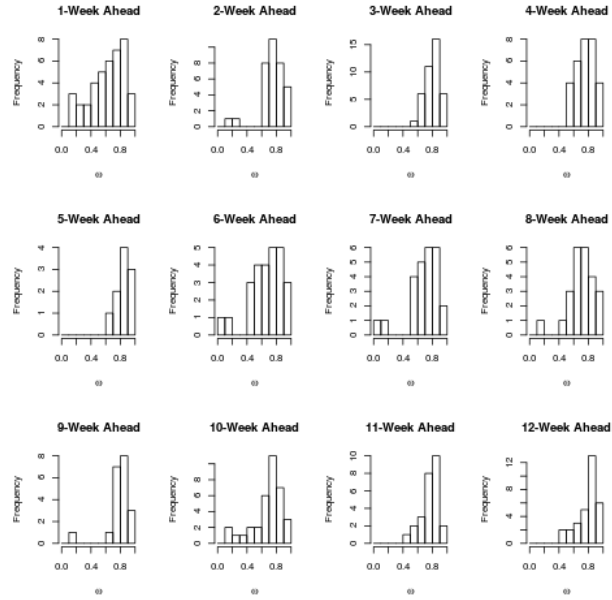 1-Week Ahead
Frequency
8
6
4
2
0
0.0 0.4 0.8
ω
2-Week Ahead
Frequency
8
6
4
2
0
0.0 0.4 0.8
ω
3-Week Ahead
Frequency
15
10
5
0
0.0 0.4 0.8
ω
4-Week Ahead
Frequency
8
6
4
2
0
0.0 0.4 0.8
ω
5-Week Ahead
Frequency
4
3
2
1
0
0.0 0.4 0.8
ω
6-Week Ahead
Frequency
5
4
3
2
1
0
0.0 0.4 0.8
ω
7-Week Ahead
Frequency
6
5
4
3
2
1
0
0.0 0.4 0.8
ω
8-Week Ahead
Frequency
6
5
4
3
2
1
0
0.0 0.4 0.8
ω
9-Week Ahead
Frequency
8
6
4
2
0
0.0 0.4 0.8
ω
10-Week Ahead
Frequency
8
6
4
2
0
0.0 0.4 0.8
ω
11-Week Ahead
Frequency
10
8
6
4
2
0
0.0 0.4 0.8
ω
12-Week Ahead
Frequency
12
8
4
0
0.0 0.4 0.8
ω